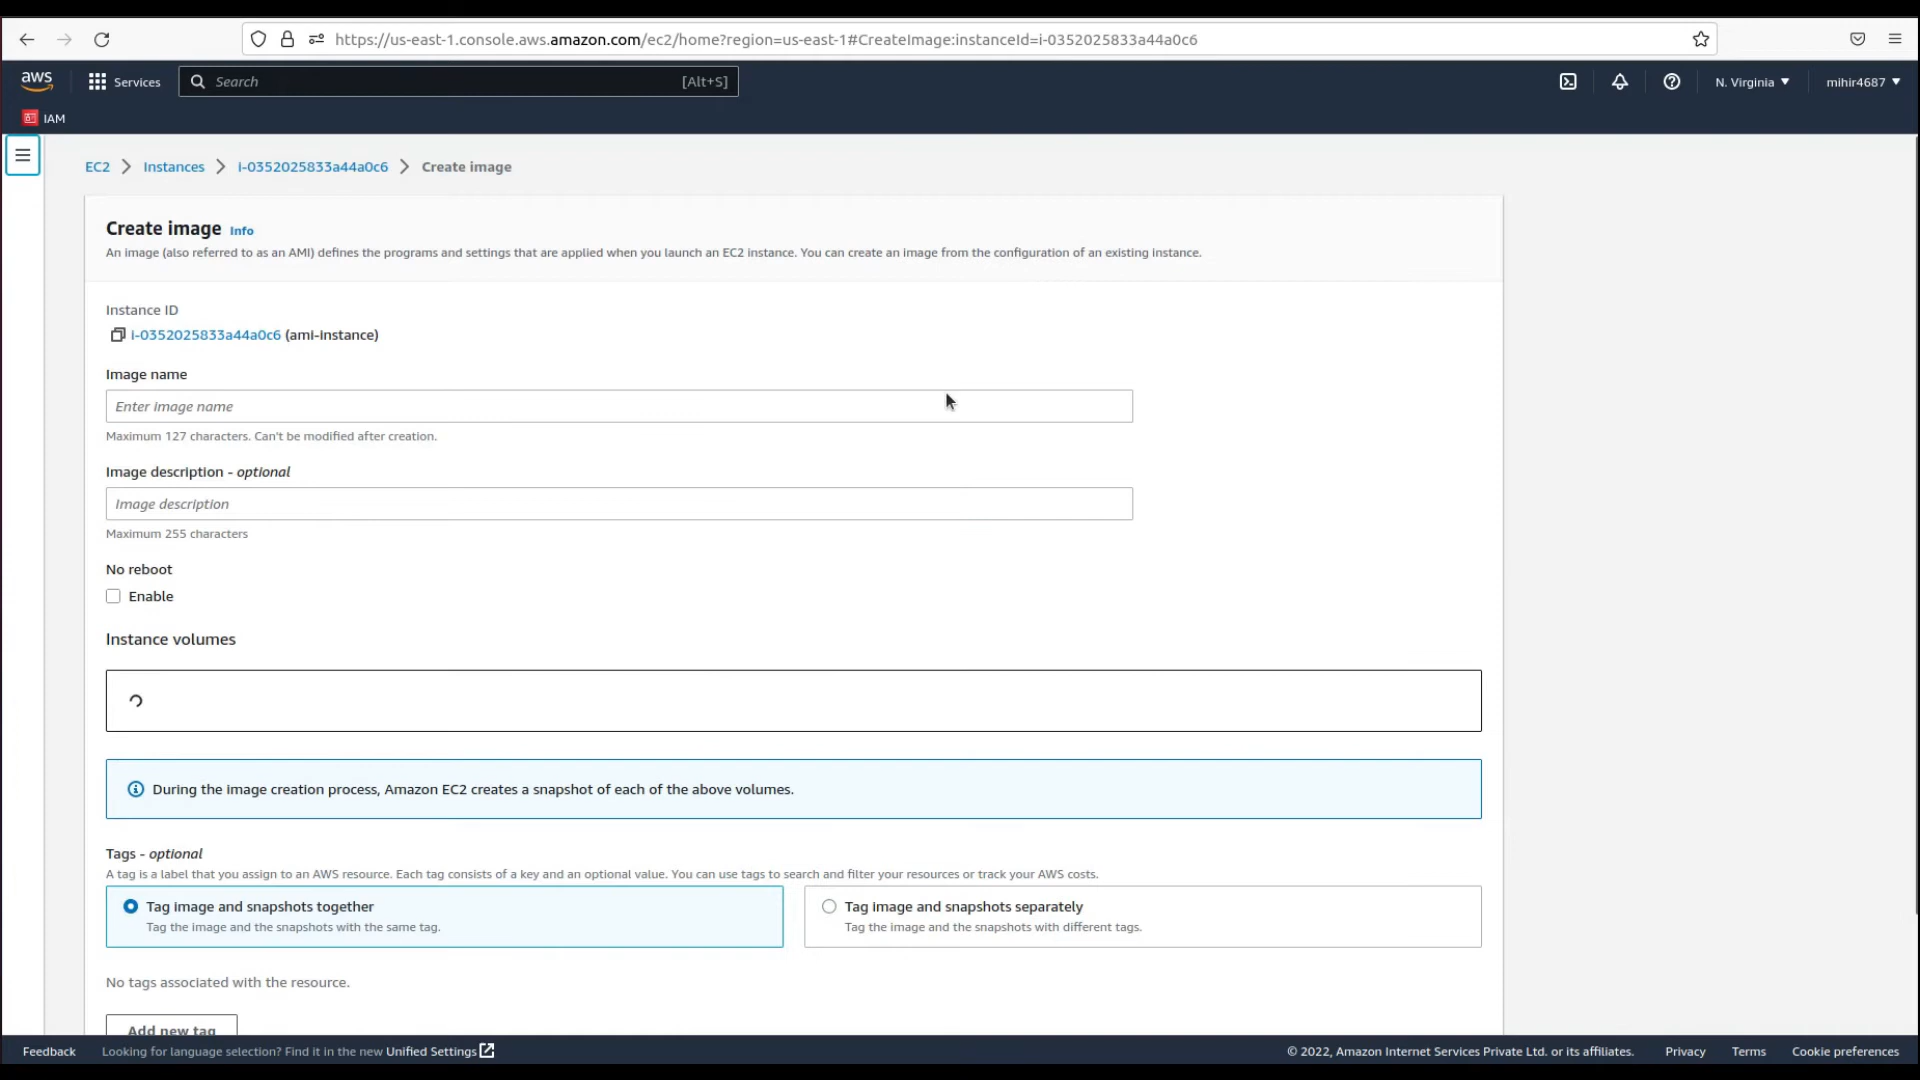 https://us-east-1.console.aws.amazon.com/ec2/home?region=us-east-1#CreateImage:instanceId=i-0352025833a44a0c6
aws Services Search [Alt+S] N. Virginia mihir4687
IAM
EC2 Instances i-0352025833a44a0c6 Create image
Create image Info
An image (also referred to as an AMI) defines the programs and settings that are applied when you launch an EC2 instance. You can create an image from the configuration of an existing instance.
Instance ID
i-0352025833a44a0c6 (ami-instance)
Image name
Enter image name
Maximum 127 characters. Can't be modified after creation.
Image description - optional
Image description
Maximum 255 characters
No reboot
Enable
Instance volumes
During the image creation process, Amazon EC2 creates a snapshot of each of the above volumes.
Tags - optional
A tag is a label that you assign to an AWS resource. Each tag consists of a key and an optional value. You can use tags to search and filter your resources or track your AWS costs.
Tag image and snapshots together
Tag the image and the snapshots with the same tag.
Tag image and snapshots separately
Tag the image and the snapshots with different tags.
No tags associated with the resource.
Add new tag
Feedback Looking for language selection? Find it in the new Unified Settings © 2022, Amazon Internet Services Private Ltd. or its affiliates. Privacy Terms Cookie preferences